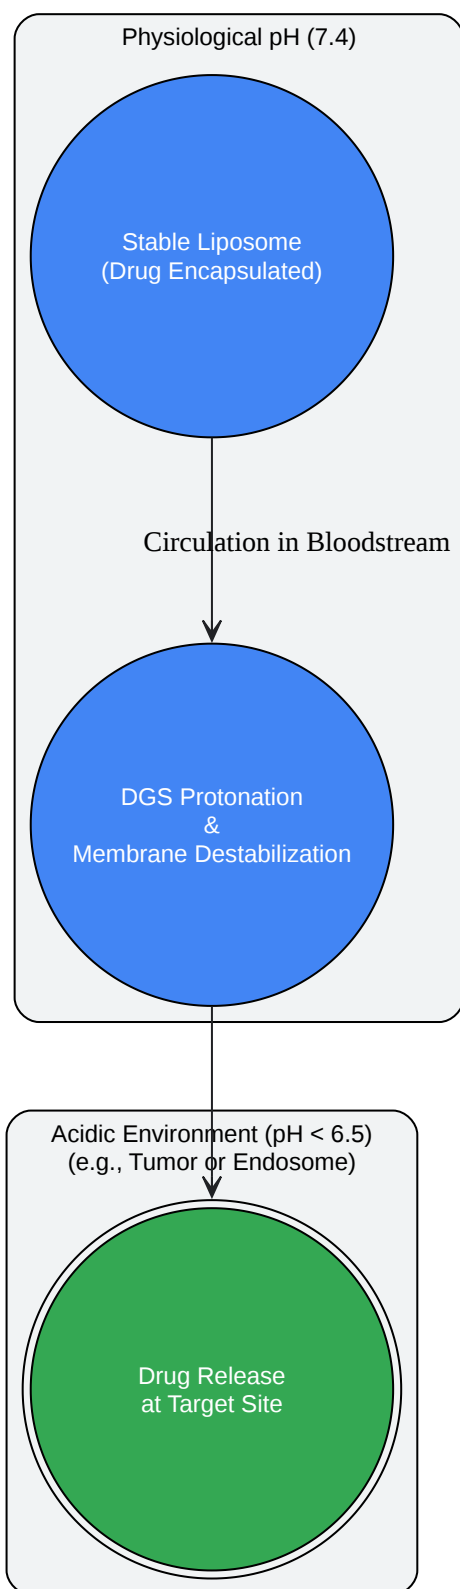 Physiological pH (7.4)
Stable Liposome
(Drug Encapsulated)
Circulation in Bloodstream
DGS Protonation
&
Membrane Destabilization
Acidic Environment (pH < 6.5)
(e.g., Tumor or Endosome)
Drug Release
at Target Site